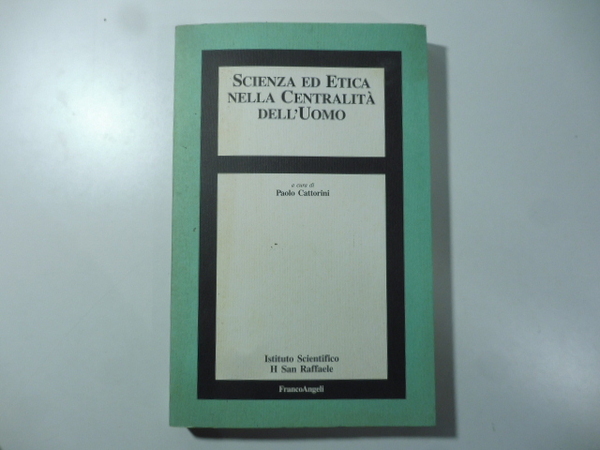 SCIENZA ED ETICA
NELLA CENTRALITÀ
DELL'UOMO
a cura di
Paolo Cattorini
Istituto Scientifico
H San Raffaele
FrancoAngeli